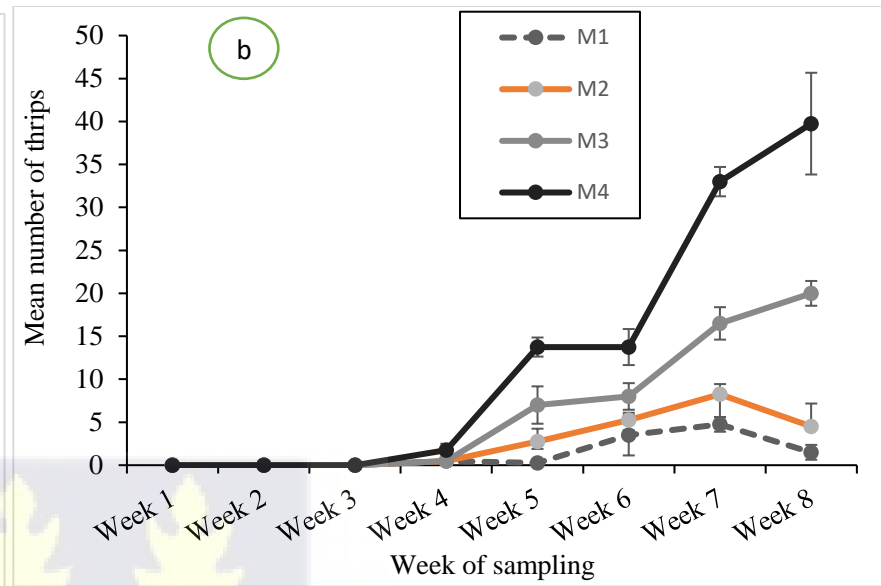 b
M1
M2
M3
M4
Mean number of thrips
50
45
40
35
30
25
20
15
10
5
0
Week 1
Week 2
Week 3
Week 4
Week 5
Week 6
Week 7
Week 8
Week of sampling